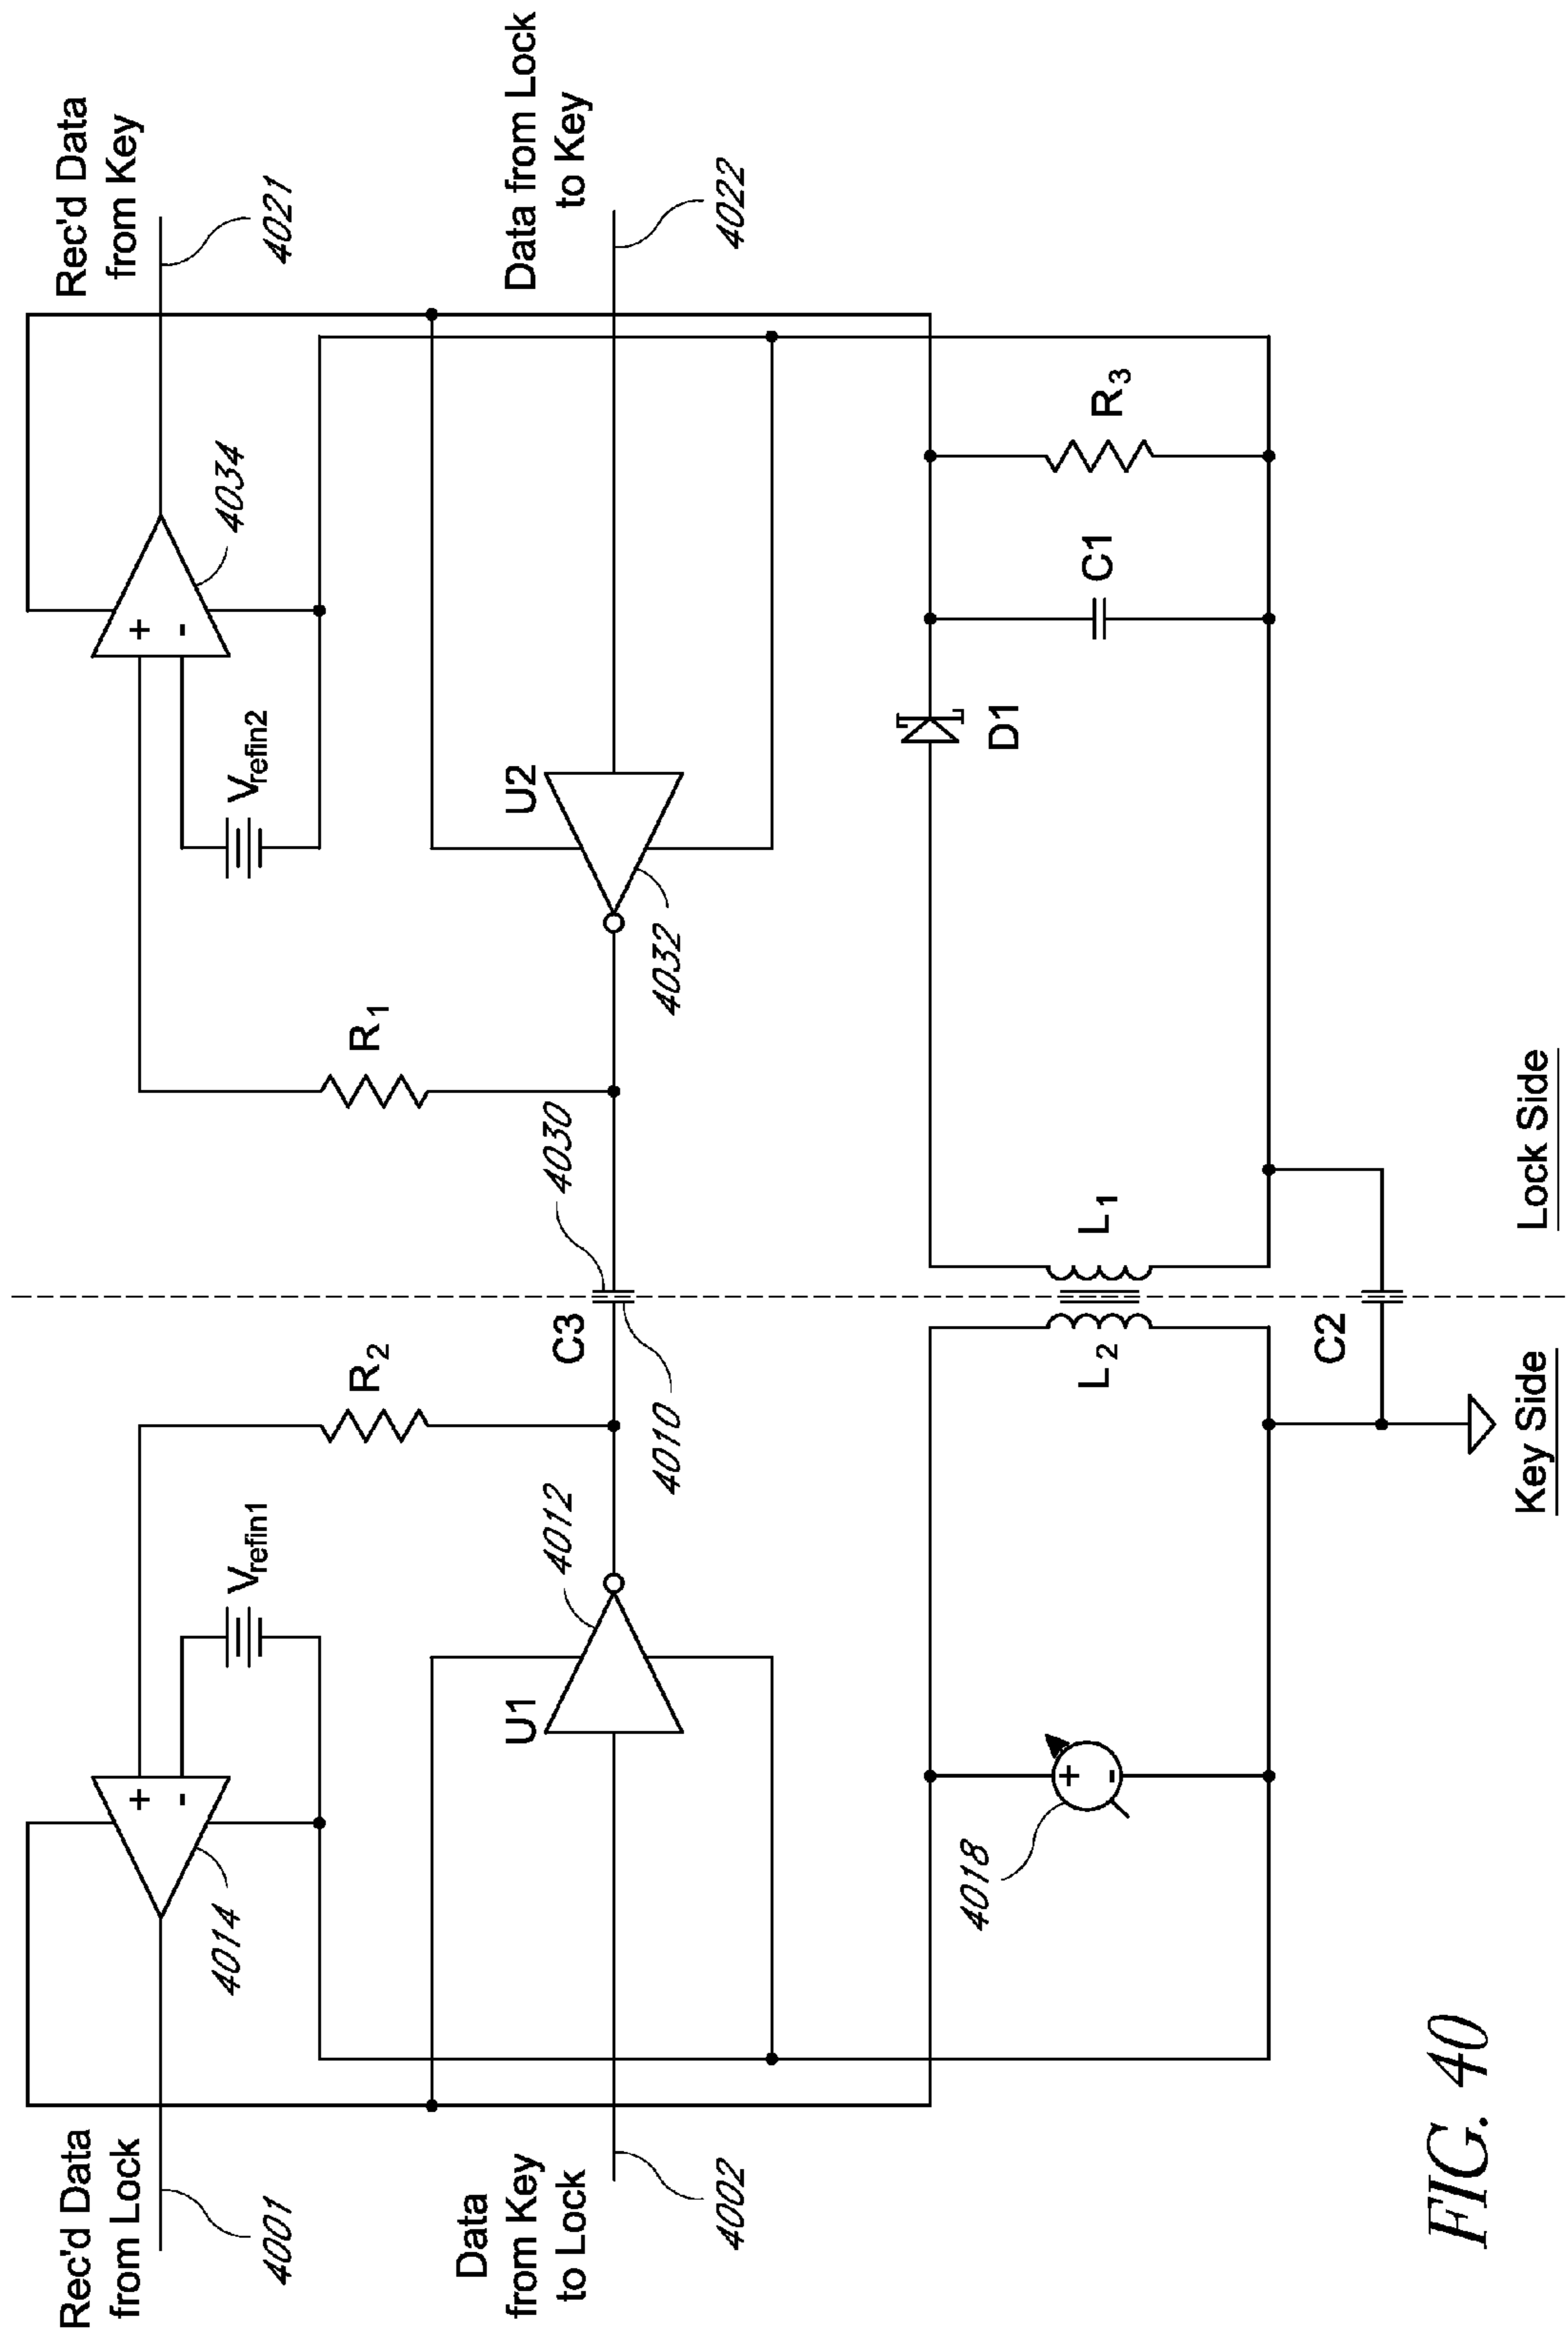 Rec'd Data
from Lock
4001
4014
Vrefin1
R2
R1
Vrefin2
4034
Rec'd Data
from Key
4021
+
-
+
-
Data
from Key
to Lock
4002
U1
4012
C3
4010
4030
4032
U2
Data from Lock
to Key
4022
4018
+
-
L2
L1
D1
C1
R3
C2
Key Side
Lock Side
FIG. 40